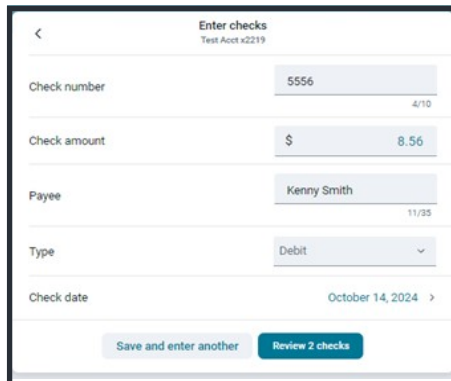 Enter checks
Test Acct x2219
Check number
5556
4/10
Check amount
$ 8.56
Payee
Kenny Smith
11/35
Type
Debit
Check date
October 14, 2024
Save and enter another
Review 2 checks